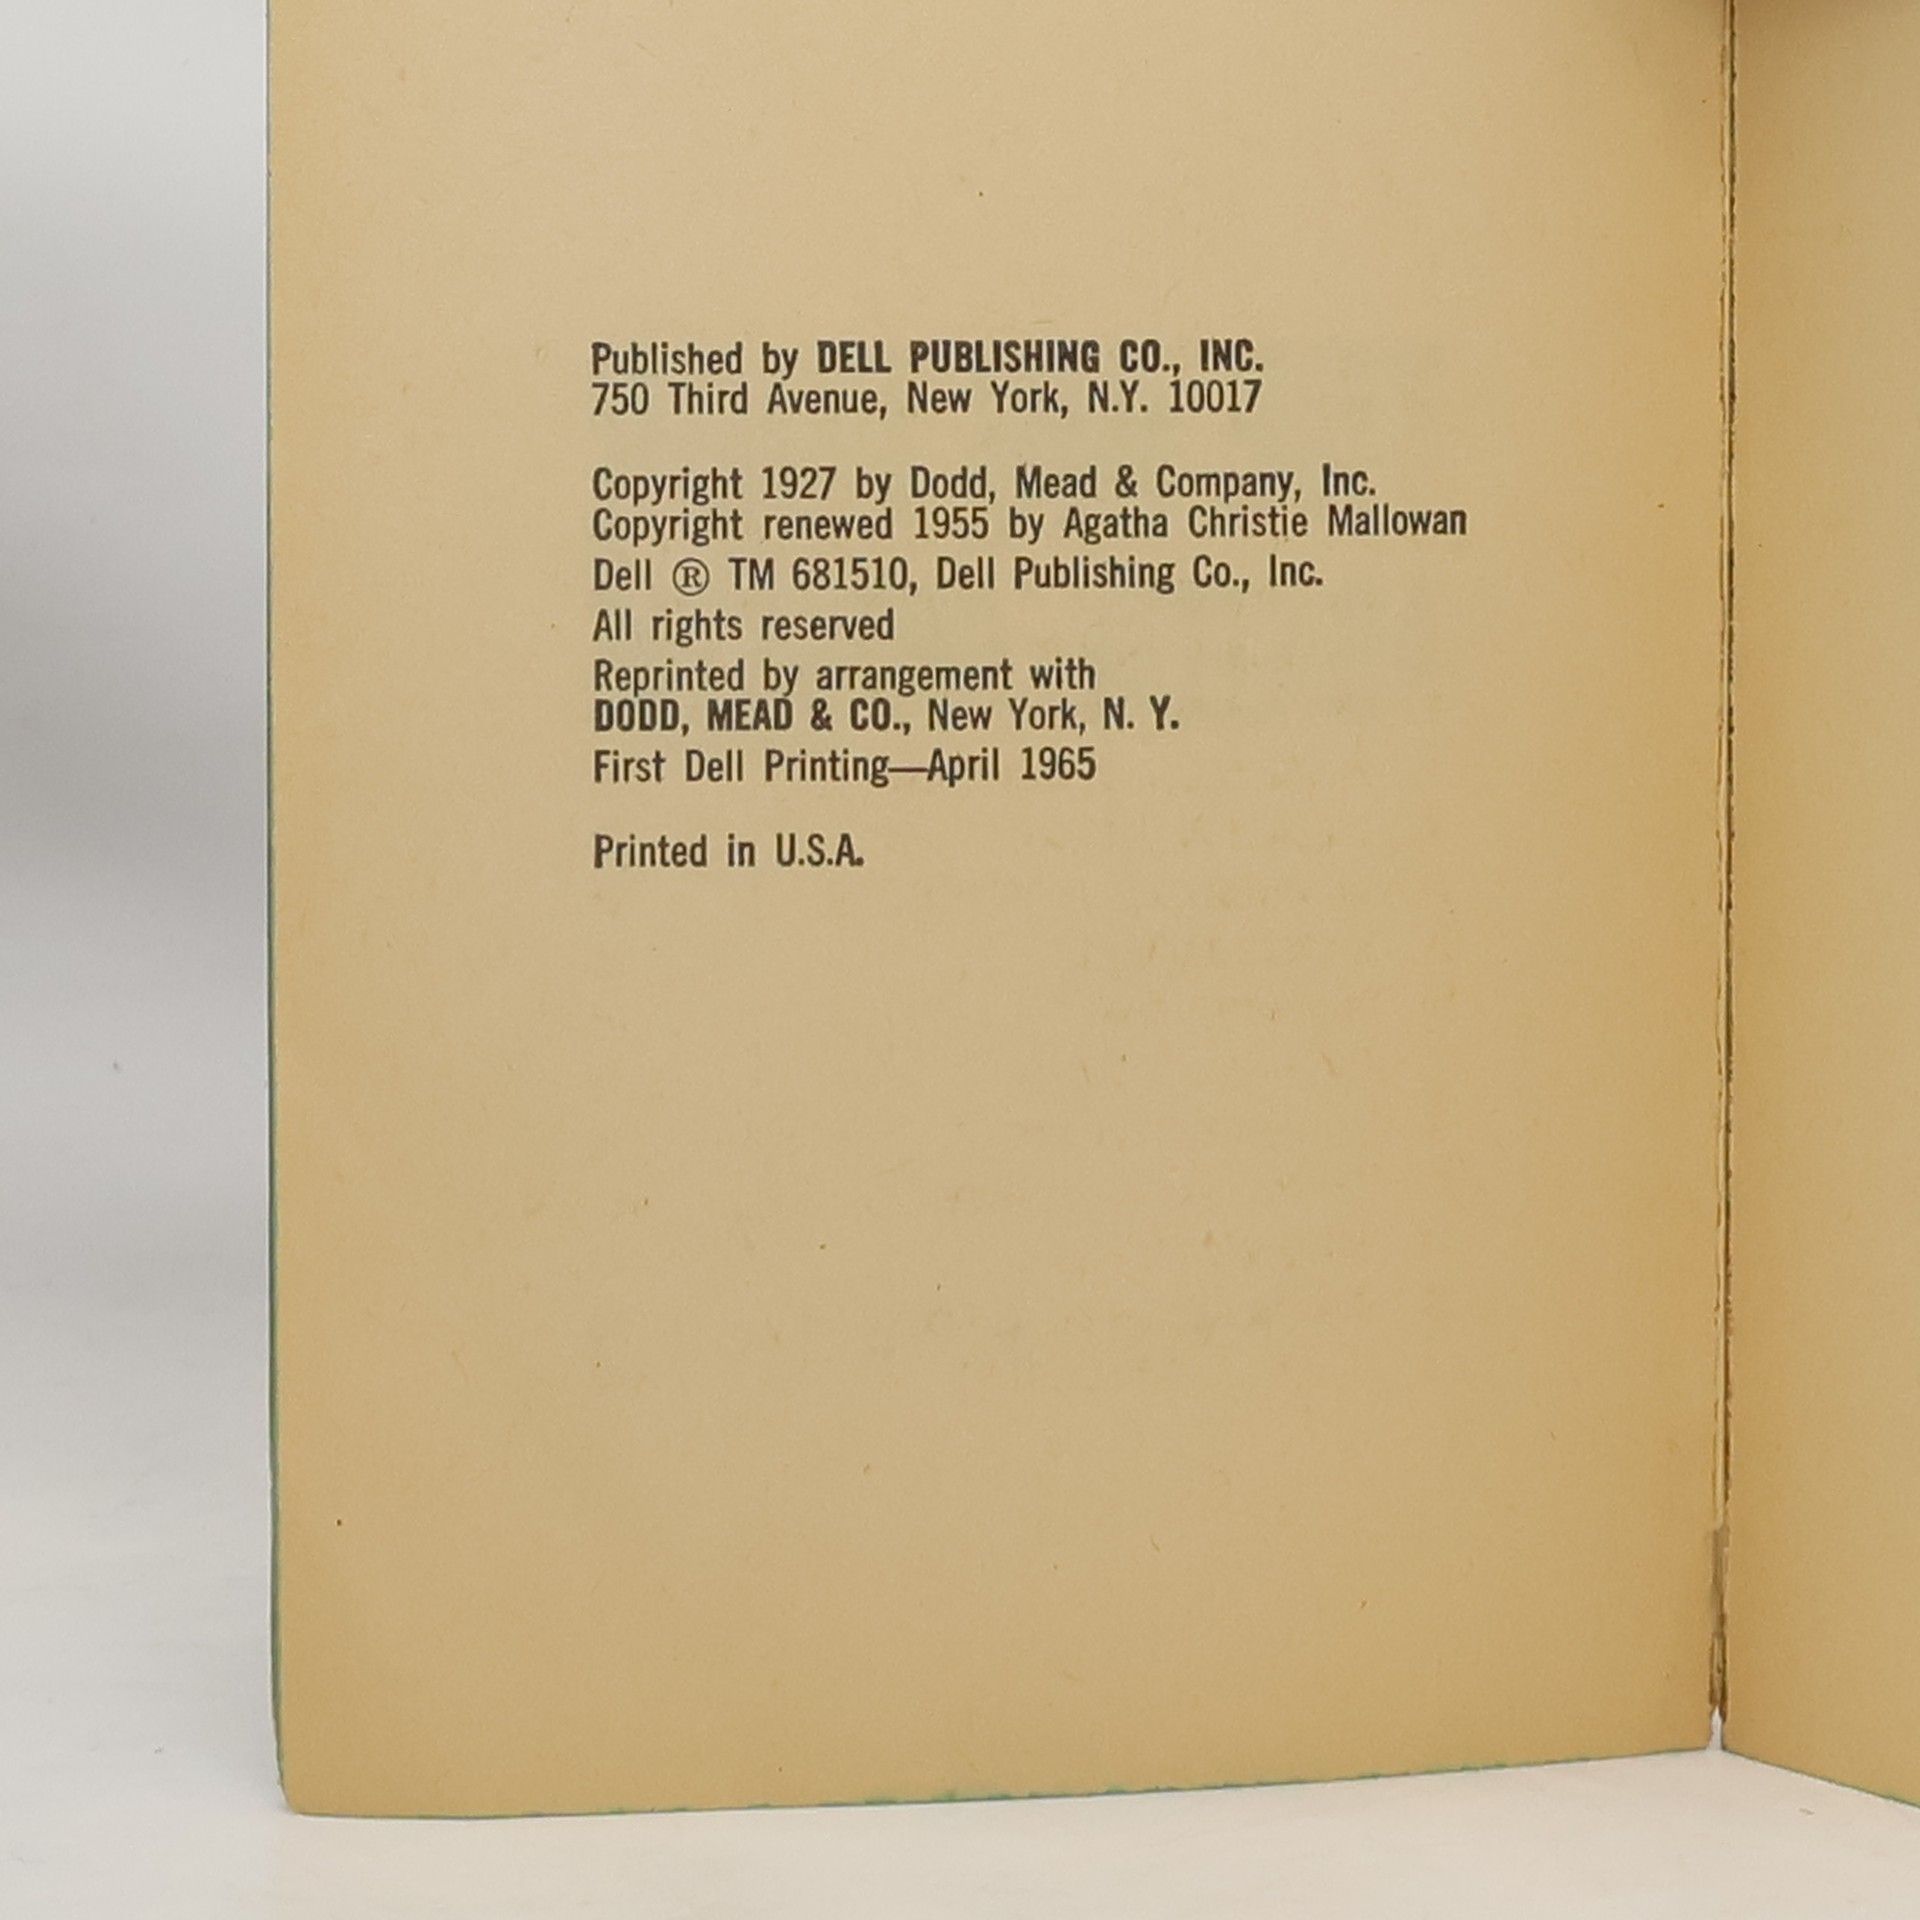 Published by DELL PUBLISHING CO., INC.
750 Third Avenue, New York, N.Y. 10017
Copyright 1927 by Dodd, Mead & Company, Inc.
Copyright renewed 1955 by Agatha Christie Mallowan
Dell ® TM 681510, Dell Publishing Co., Inc.
All rights reserved
Reprinted by arrangement with
DODD, MEAD & CO., New York, N. Y.
First Dell Printing—April 1965
Printed in U.S.A.